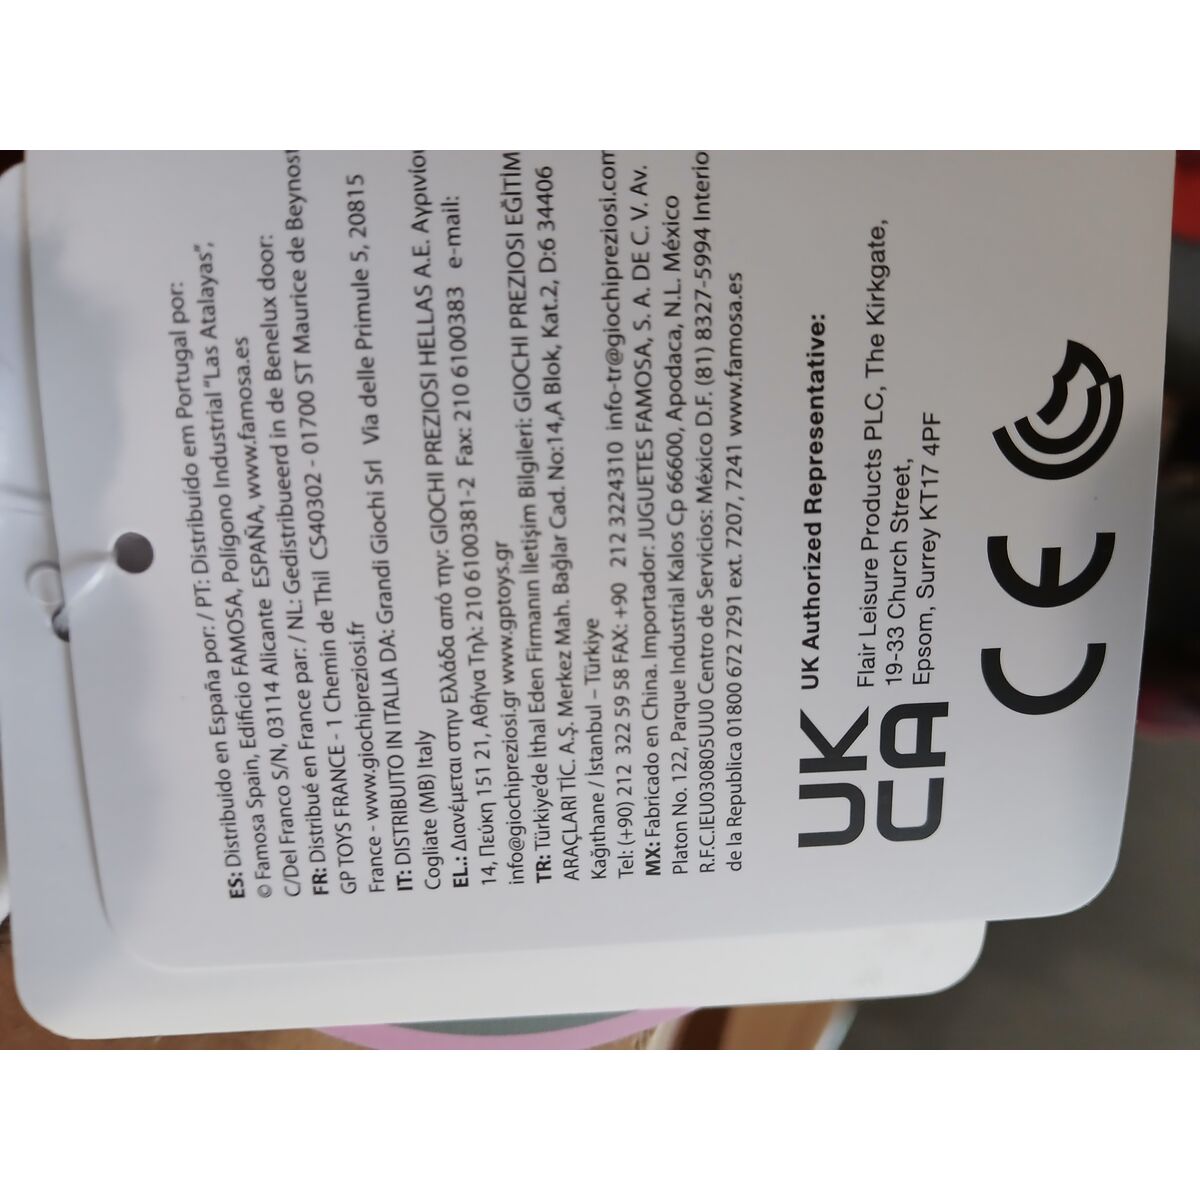 ES: Distribuido en España por: / PT: Distribuído em Portugal por:
© Famosa Spain, Edificio FAMOSA, Polígono Industrial "Las Atalayas",
C/Del Franco S/N, 03114 Alicante ESPAÑA, www.famosa.es
FR: Distribué en France par: / NL: Gedistribueerd in de Benelux door:
GP TOYS FRANCE - 1 Chemin de Thil CS40302 - 01700 ST Maurice de Beynost
France - www.giochipreziosi.fr
IT: DISTRIBUTO IN ITALIA DA: Grandi Giochi Srl Via delle Primule 5, 20815
Cogliate (MB) Italy
EL.: Διανέμεται στην Ελλάδα από την: GIOCHI PREZIOSI HELLAS A.E. Αγρινίου
14, Πεύκη 151 21, Αθήνα Τηλ: 210 6100381-2 Fax: 210 6100383 e-mail:
info@giochipreziosi.gr www.gptoys.gr
TR: Türkiye'de İthal Eden Firmanın İletişim Bilgileri: GIOCHI PREZIOSI EĞİTİM
ARAÇLARI TİC. A.Ş. Merkez Mah. Bağlar Cad. No:14,A Blok, Kat.2, D:6 34406
Kağıthane / İstanbul – Türkiye
Tel: (+90) 212 322 59 58 FAX: +90 212 3224310 info-tr@giochipreziosi.com
MX: Fabricado en China. Importador: JUGUETES FAMOSA, S. A. DE C. V. Av.
Platon No. 122, Parque Industrial Kalos Cp 66600, Apodaca, N.L. México
R.F.C.IEU030805UU0 Centro de Servicios: México D.F. (81) 8327-5994 Interio
de la Republica 01800 672 7291 ext. 7207, 7241 www.famosa.es
UK
CA
UK Authorized Representative:
Flair Leisure Products PLC, The Kirkgate,
19-33 Church Street,
Epsom, Surrey KT17 4PF
CE